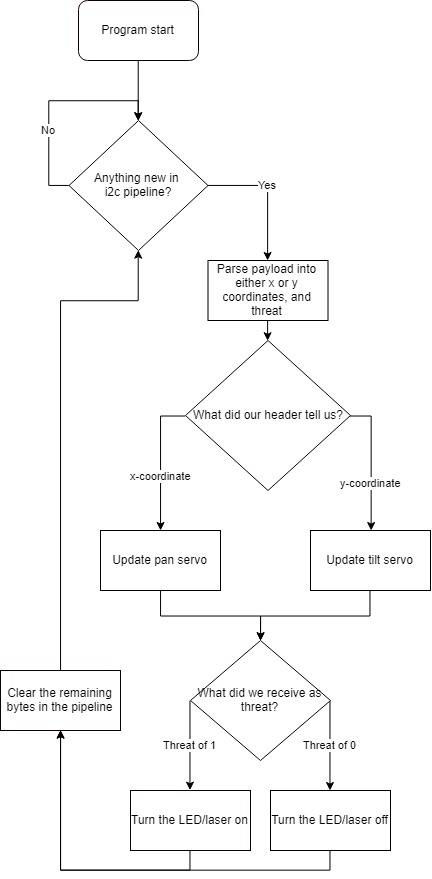 Program start
No
Anything new in
i2c pipeline?
Yes
Parse payload into
either x or y
coordinates, and
threat
What did our header tell us?
x-coordinate
y-coordinate
Update pan servo
Update tilt servo
Clear the remaining
bytes in the pipeline
What did we receive as
threat?
Threat of 1
Threat of 0
Turn the LED/laser on
Turn the LED/laser off